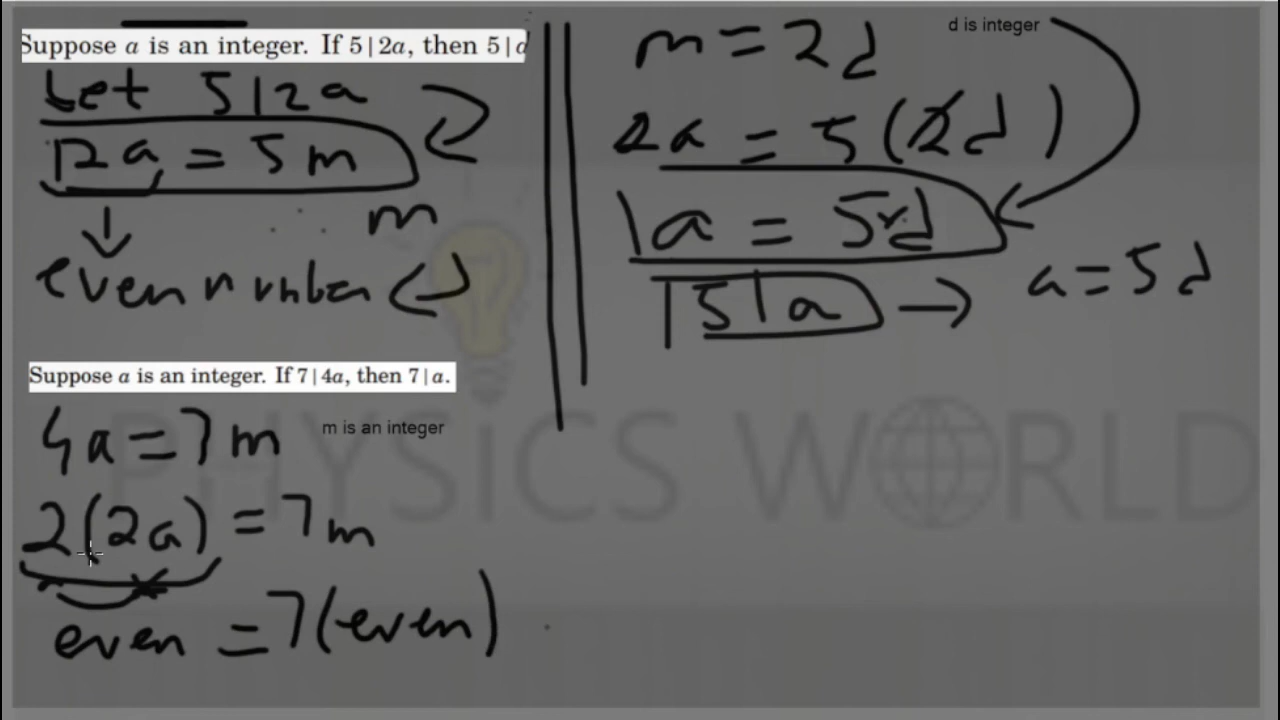 Suppose a is an integer. If 5 | 2a, then 5 | a
Let 5|2a
2a = 5m
m
even number
m = 2d
d is integer
2a = 5(2d)
a = 5×d
5|a → a = 5d
Suppose a is an integer. If 7 | 4a, then 7 | a.
4a = 7m
m is an integer
2(2a) = 7m
even = 7(even)
PHYSiCS WORLD